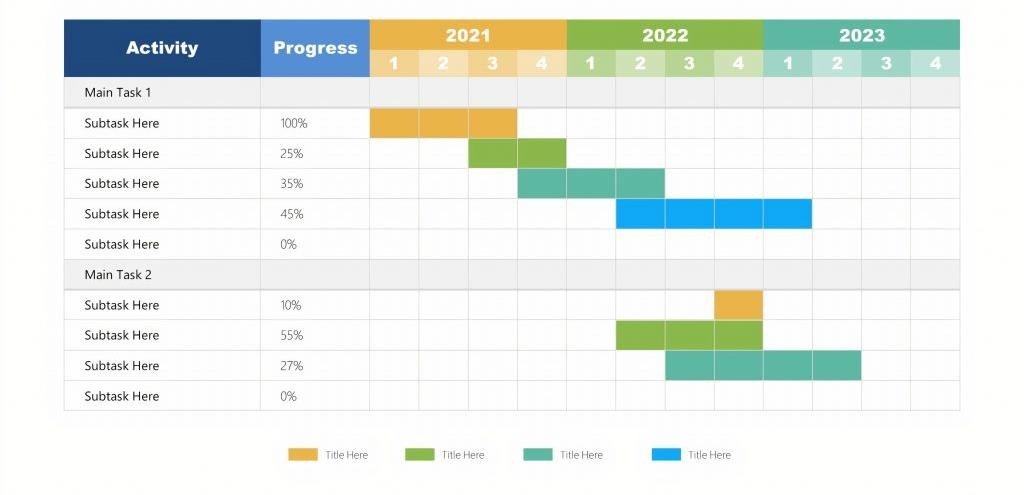 Activity Progress 2021 2022 2023
1 2 3 4 1 2 3 4 1 2 3 4
Main Task 1
Subtask Here 100%
Subtask Here 25%
Subtask Here 35%
Subtask Here 45%
Subtask Here 0%
Main Task 2
Subtask Here 10%
Subtask Here 55%
Subtask Here 27%
Subtask Here 0%
Title Here Title Here Title Here Title Here